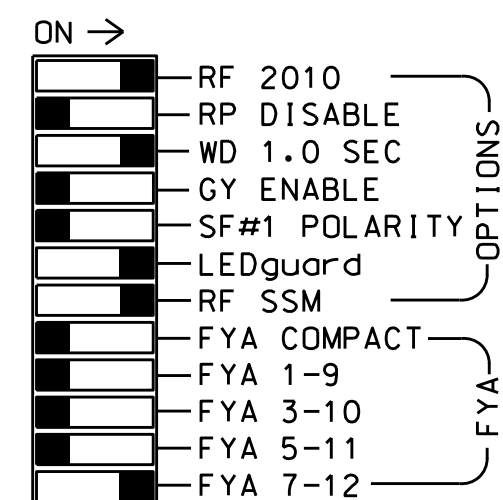 ON
RF 2010
RP DISABLE
WD 1.0 SEC
GY ENABLE
SF#1 POLARITY
LEDguard
RF SSM
OPTIONS
FYA COMPACT
FYA 1-9
FYA 3-10
FYA 5-11
FYA 7-12
FYA